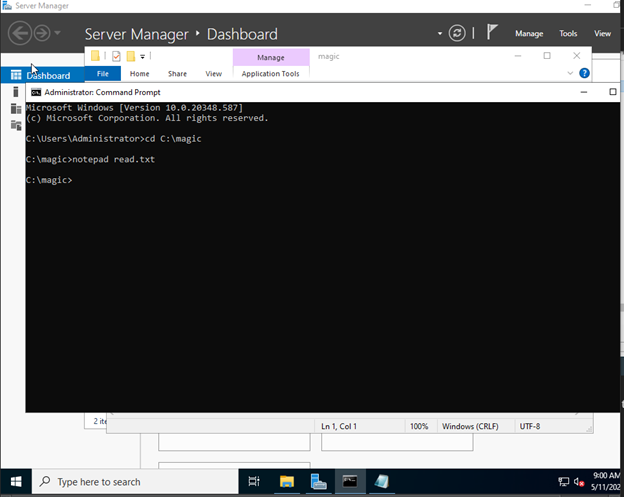 Server Manager
Server Manager ‣ Dashboard
Manage Tools View
Manage magic
File Home Share View Application Tools
Dashboard
Administrator: Command Prompt
Microsoft Windows [Version 10.0.20348.587]
(c) Microsoft Corporation. All rights reserved.
C:\Users\Administrator>cd C:\magic
C:\magic>notepad read.txt
C:\magic>
2 ite
Ln 1, Col 1 100% Windows (CRLF) UTF-8
Type here to search
9:00 AM
5/11/202